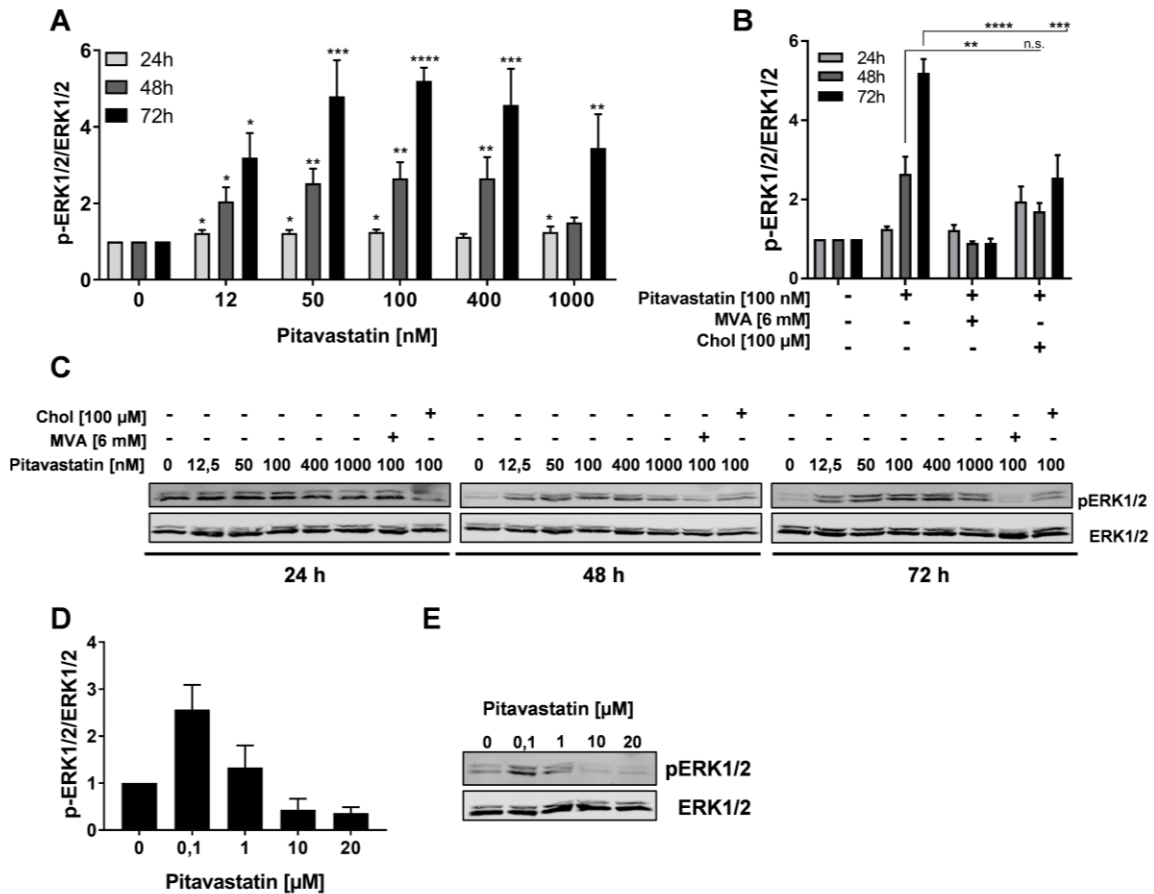 A
B
24h
48h
72h
p-ERK1/2/ERK1/2
6
4
2
0
* * *
* ** ***
* ** ****
** ***
* **
0 12 50 100 400 1000
Pitavastatin [nM]
24h
48h
72h
p-ERK1/2/ERK1/2
6
4
2
0
**** ***
** n.s.
Pitavastatin [100 nM] - + + +
MVA [6 mM] - - + -
Chol [100 µM] - - - +
C
Chol [100 µM] - - - - - - - + - - - - - - - + - - - - - - - +
MVA [6 mM] - - - - - - + - - - - - - - + - - - - - - - + -
Pitavastatin [nM] 0 12,5 50 100 400 1000 100 100 0 12,5 50 100 400 1000 100 100 0 12,5 50 100 400 1000 100 100
pERK1/2
ERK1/2
24 h 48 h 72 h
D
E
p-ERK1/2/ERK1/2
4
3
2
1
0
0 0,1 1 10 20
Pitavastatin [µM]
Pitavastatin [µM]
0 0,1 1 10 20
pERK1/2
ERK1/2